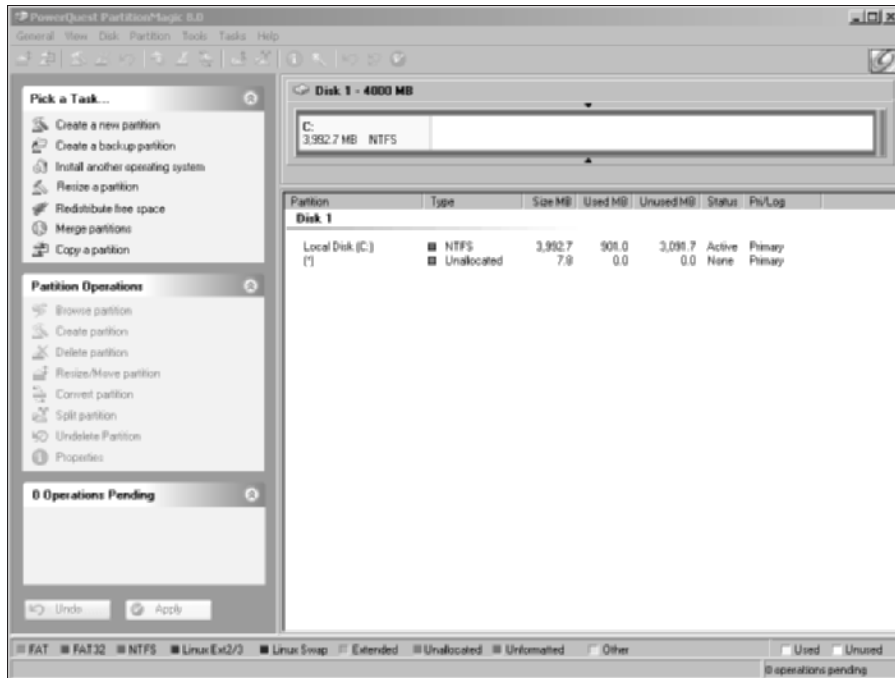 PowerQuest PartitionMagic 8.0
General View Disk Partition Tools Tasks Help
Pick a Task...
Create a new partition
Create a backup partition
Install another operating system
Resize a partition
Redistribute free space
Merge partitions
Copy a partition
Partition Operations
Browse partition
Create partition
Delete partition
Resize/Move partition
Convert partition
Split partition
Undelete Partition
Properties
0 Operations Pending
Undo Apply
Disk 1 - 4000 MB
C:
3,992.7 MB NTFS
Partition Type Size MB Used MB Unused MB Status Pri/Log
Disk 1
Local Disk (C:) NTFS 3,992.7 901.0 3,091.7 Active Primary
(*) Unallocated 7.8 0.0 0.0 None Primary
FAT FAT32 NTFS Linux Ext2/3 Linux Swap Extended Unallocated Unformatted Other Used Unused
0 operations pending